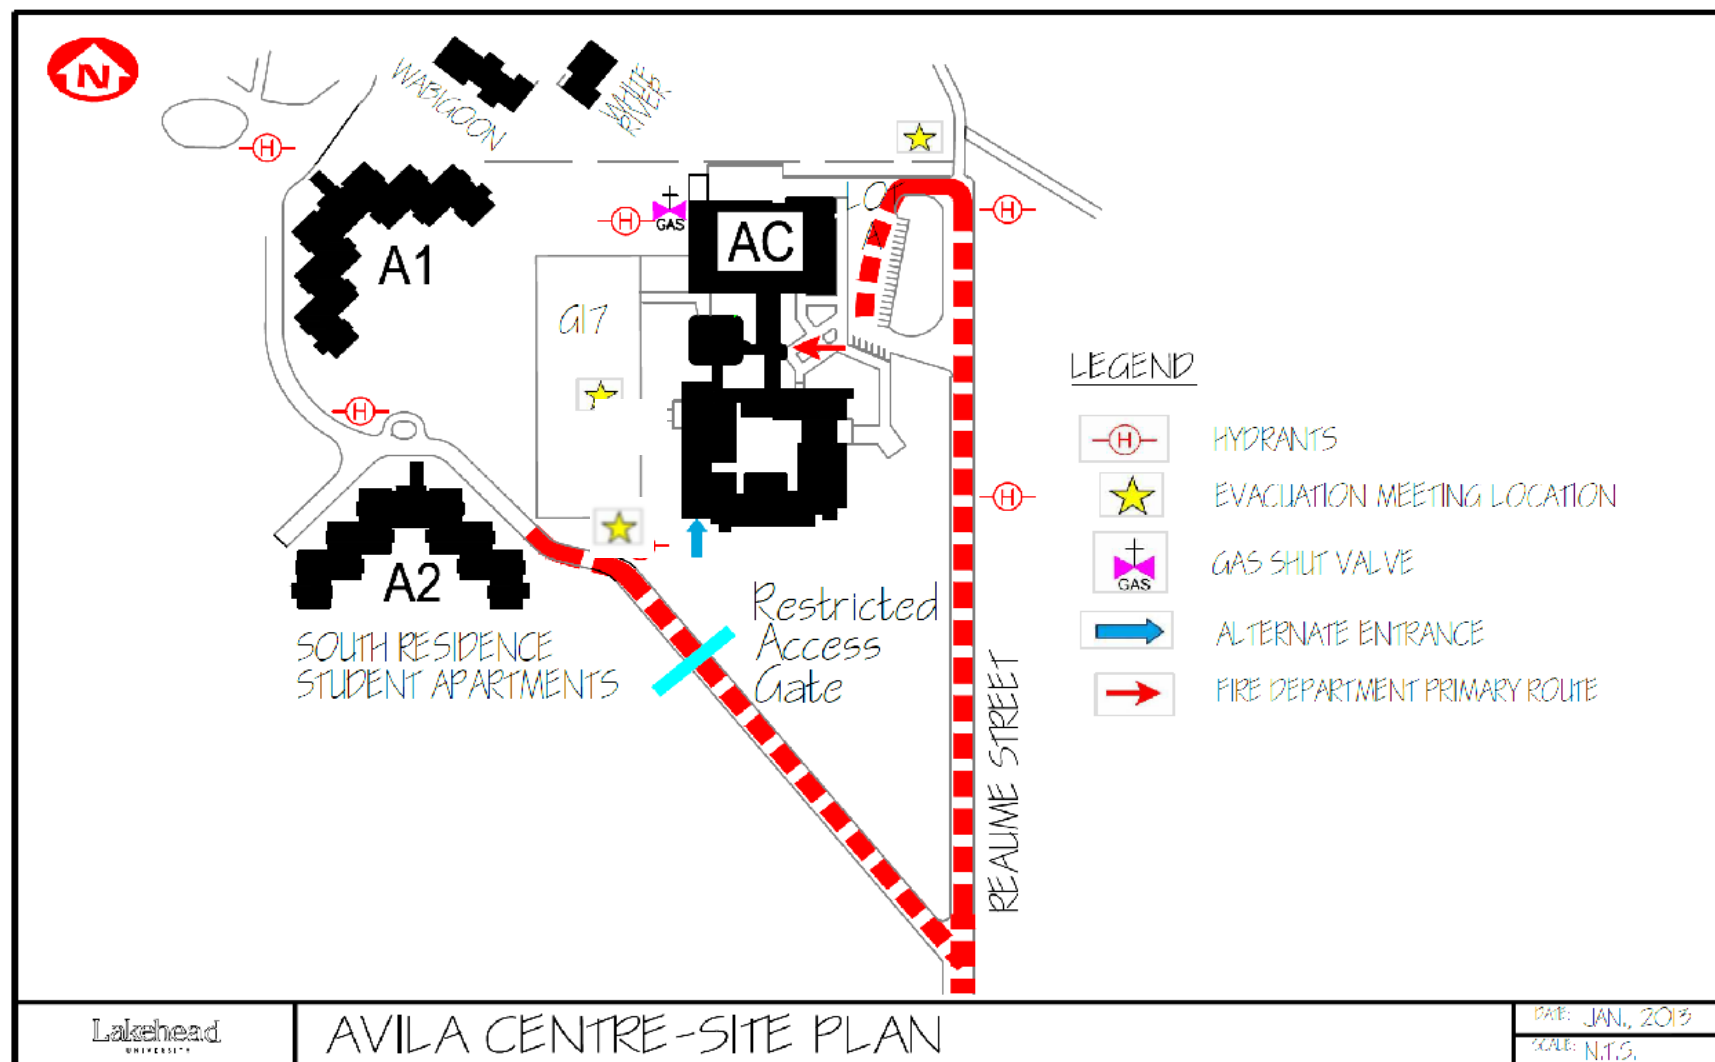 N
WABIGOON
WHITE
RIVER
H
H
GAS
LOT
A
H
AC
A1
G17
H
H
A2
SOUTH RESIDENCE
STUDENT APARTMENTS
Restricted
Access
Gate
REAUME STREET
LEGEND
H HYDRANTS
EVACUATION MEETING LOCATION
GAS GAS SHUT VALVE
ALTERNATE ENTRANCE
FIRE DEPARTMENT PRIMARY ROUTE
Lakehead
UNIVERSITY
AVILA CENTRE-SITE PLAN
DATE: JAN., 2013
SCALE: N.T.S.